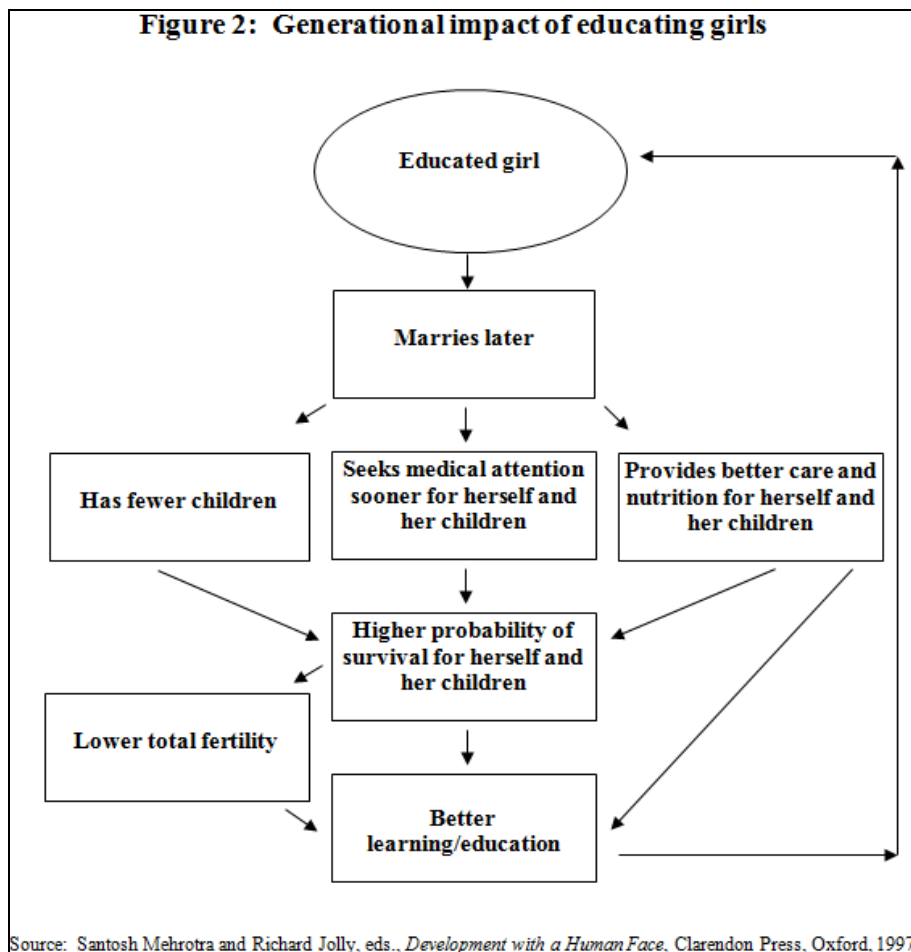 Figure 2: Generational impact of educating girls
Educated girl
Marries later
Has fewer children
Seeks medical attention
sooner for herself and
her children
Provides better care and
nutrition for herself and
her children
Higher probability of
survival for herself and
her children
Lower total fertility
Better
learning/education
Source: Santosh Mehrotra and Richard Jolly, eds., Development with a Human Face, Clarendon Press, Oxford, 1997